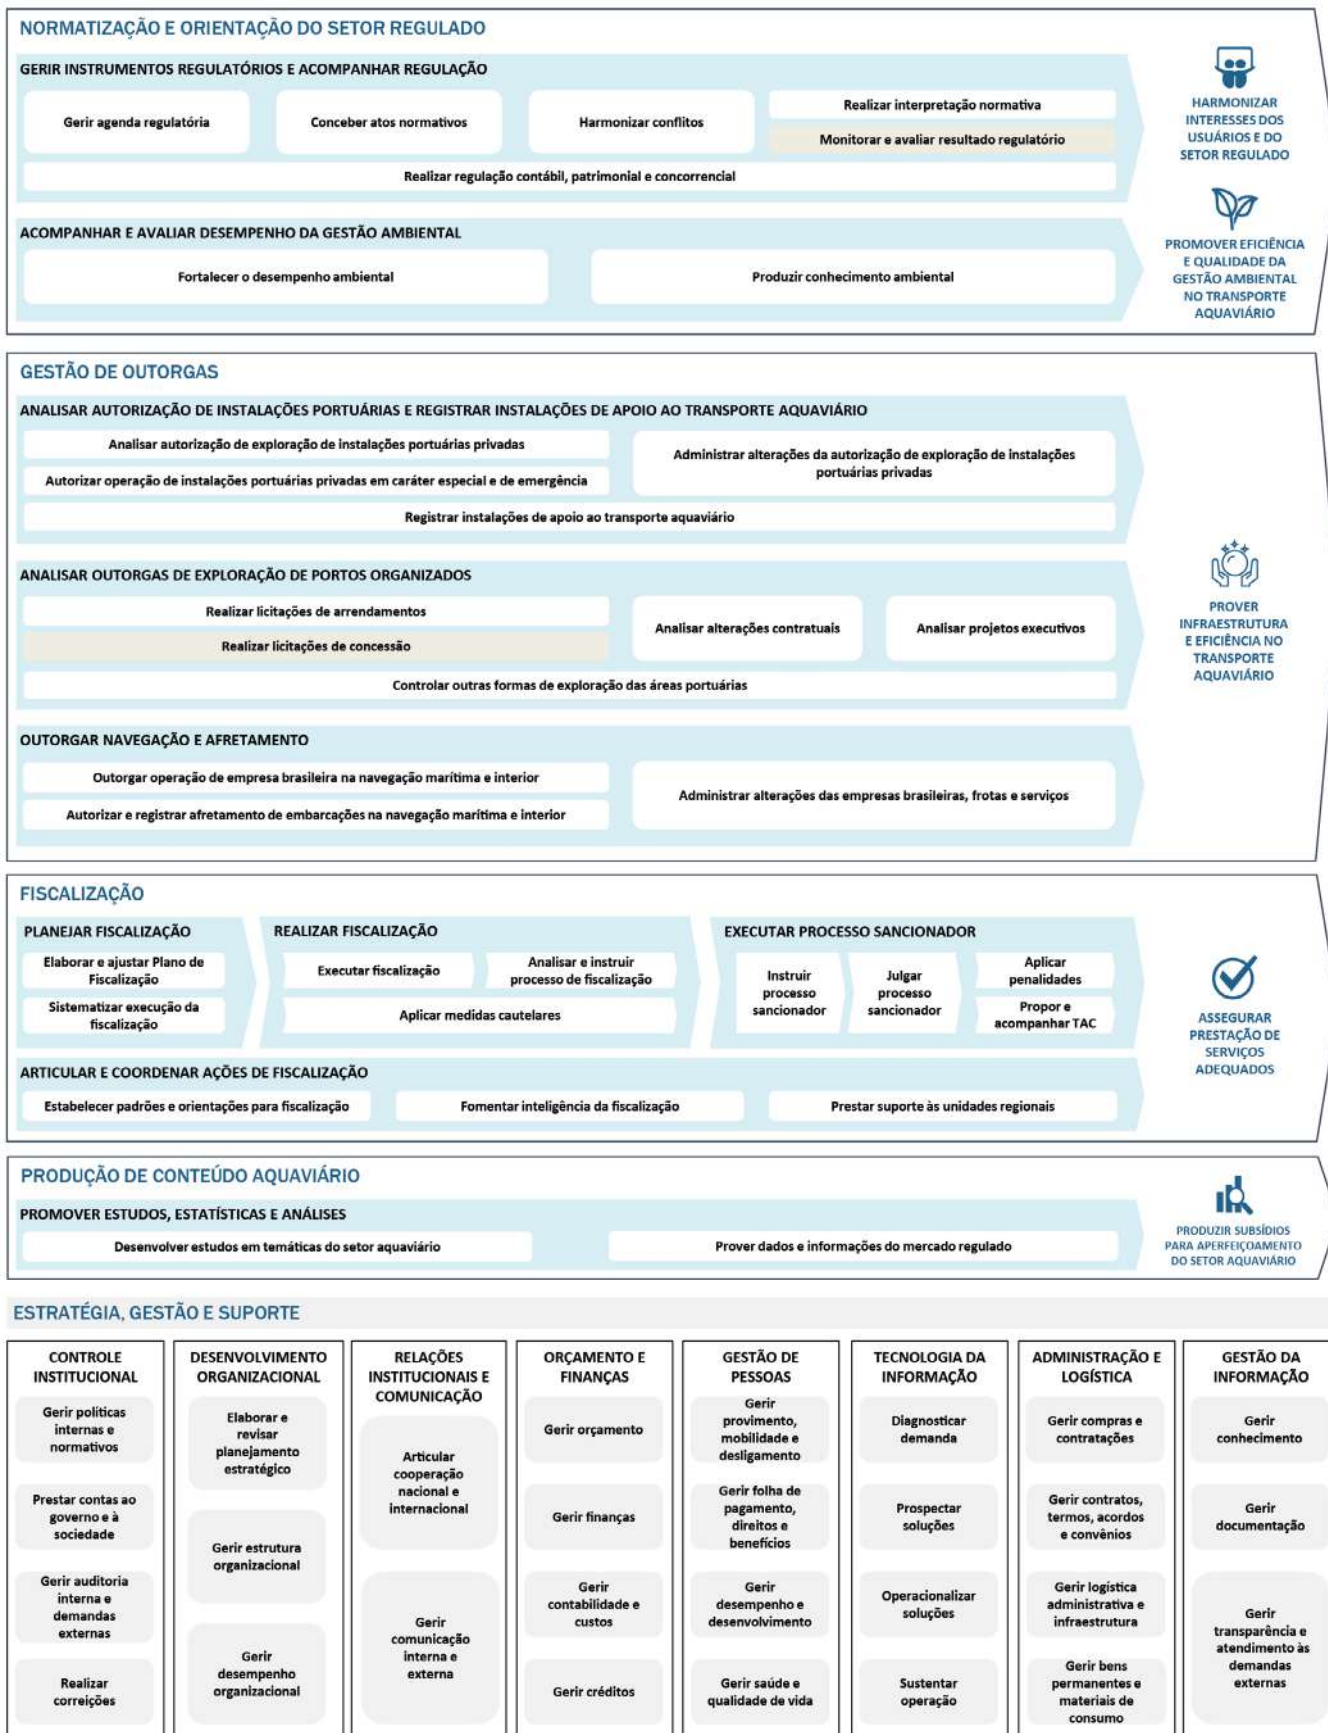 NORMATIZAÇÃO E ORIENTAÇÃO DO SETOR REGULADO
GERIR INSTRUMENTOS REGULATÓRIOS E ACOMPANHAR REGULAÇÃO
Gerir agenda regulatória
Conceber atos normativos
Harmonizar conflitos
Realizar interpretação normativa
Monitorar e avaliar resultado regulatório
Realizar regulação contábil, patrimonial e concorrencial
HARMONIZAR
INTERESSES DOS
USUÁRIOS E DO
SETOR REGULADO
ACOMPANHAR E AVALIAR DESEMPENHO DA GESTÃO AMBIENTAL
Fortalecer o desempenho ambiental
Produzir conhecimento ambiental
PROMOVER EFICIÊNCIA
E QUALIDADE DA
GESTÃO AMBIENTAL
NO TRANSPORTE
AQUAVIÁRIO
GESTÃO DE OUTORGAS
ANALISAR AUTORIZAÇÃO DE INSTALAÇÕES PORTUÁRIAS E REGISTRAR INSTALAÇÕES DE APOIO AO TRANSPORTE AQUAVIÁRIO
Analisar autorização de exploração de instalações portuárias privadas
Autorizar operação de instalações portuárias privadas em caráter especial e de emergência
Administrar alterações da autorização de exploração de instalações
portuárias privadas
Registrar instalações de apoio ao transporte aquaviário
ANALISAR OUTORGAS DE EXPLORAÇÃO DE PORTOS ORGANIZADOS
Realizar licitações de arrendamentos
Realizar licitações de concessão
Analisar alterações contratuais
Analisar projetos executivos
Controlar outras formas de exploração das áreas portuárias
OUTORGAR NAVEGAÇÃO E AFRETAMENTO
Outorgar operação de empresa brasileira na navegação marítima e interior
Autorizar e registrar afretamento de embarcações na navegação marítima e interior
Administrar alterações das empresas brasileiras, frotas e serviços
PROVER
INFRAESTRUTURA
E EFICIÊNCIA NO
TRANSPORTE
AQUAVIÁRIO
FISCALIZAÇÃO
PLANEJAR FISCALIZAÇÃO
Elaborar e ajustar Plano de
Fiscalização
Sistematizar execução da
fiscalização
REALIZAR FISCALIZAÇÃO
Executar fiscalização
Analisar e instruir
processo de fiscalização
Aplicar medidas cautelares
EXECUTAR PROCESSO SANCIONADOR
Instruir
processo
sancionador
Julgar
processo
sancionador
Aplicar
penalidades
Propor e
acompanhar TAC
ARTICULAR E COORDENAR AÇÕES DE FISCALIZAÇÃO
Estabelecer padrões e orientações para fiscalização
Fomentar inteligência da fiscalização
Prestar suporte às unidades regionais
ASSEGURAR
PRESTAÇÃO DE
SERVIÇOS
ADEQUADOS
PRODUÇÃO DE CONTEÚDO AQUAVIÁRIO
PROMOVER ESTUDOS, ESTATÍSTICAS E ANÁLISES
Desenvolver estudos em temáticas do setor aquaviário
Prover dados e informações do mercado regulado
PRODUZIR SUBSÍDIOS
PARA APERFEIÇOAMENTO
DO SETOR AQUAVIÁRIO
ESTRATÉGIA, GESTÃO E SUPORTE
CONTROLE
INSTITUCIONAL
Gerir políticas
internas e
normativos
Prestar contas ao
governo e à
sociedade
Gerir auditoria
interna e
demandas
externas
Realizar
correições
DESENVOLVIMENTO
ORGANIZACIONAL
Elaborar e
revisar
planejamento
estratégico
Gerir estrutura
organizacional
Gerir
desempenho
organizacional
RELAÇÕES
INSTITUCIONAIS E
COMUNICAÇÃO
Articular
cooperação
nacional e
internacional
Gerir
comunicação
interna e
externa
ORÇAMENTO E
FINANÇAS
Gerir orçamento
Gerir finanças
Gerir
contabilidade e
custos
Gerir créditos
GESTÃO DE
PESSOAS
Gerir
provimento,
mobilidade e
desligamento
Gerir folha de
pagamento,
direitos e
benefícios
Gerir
desempenho e
desenvolvimento
Gerir saúde e
qualidade de vida
TECNOLOGIA DA
INFORMAÇÃO
Diagnosticar
demanda
Prospectar
soluções
Operacionalizar
soluções
Sustentar
operação
ADMINISTRAÇÃO E
LOGÍSTICA
Gerir compras e
contratações
Gerir contratos,
termos, acordos
e convênios
Gerir logística
administrativa e
infraestrutura
Gerir bens
permanentes e
materiais de
consumo
GESTÃO DA
INFORMAÇÃO
Gerir
conhecimento
Gerir
documentação
Gerir
transparência e
atendimento às
demandas
externas